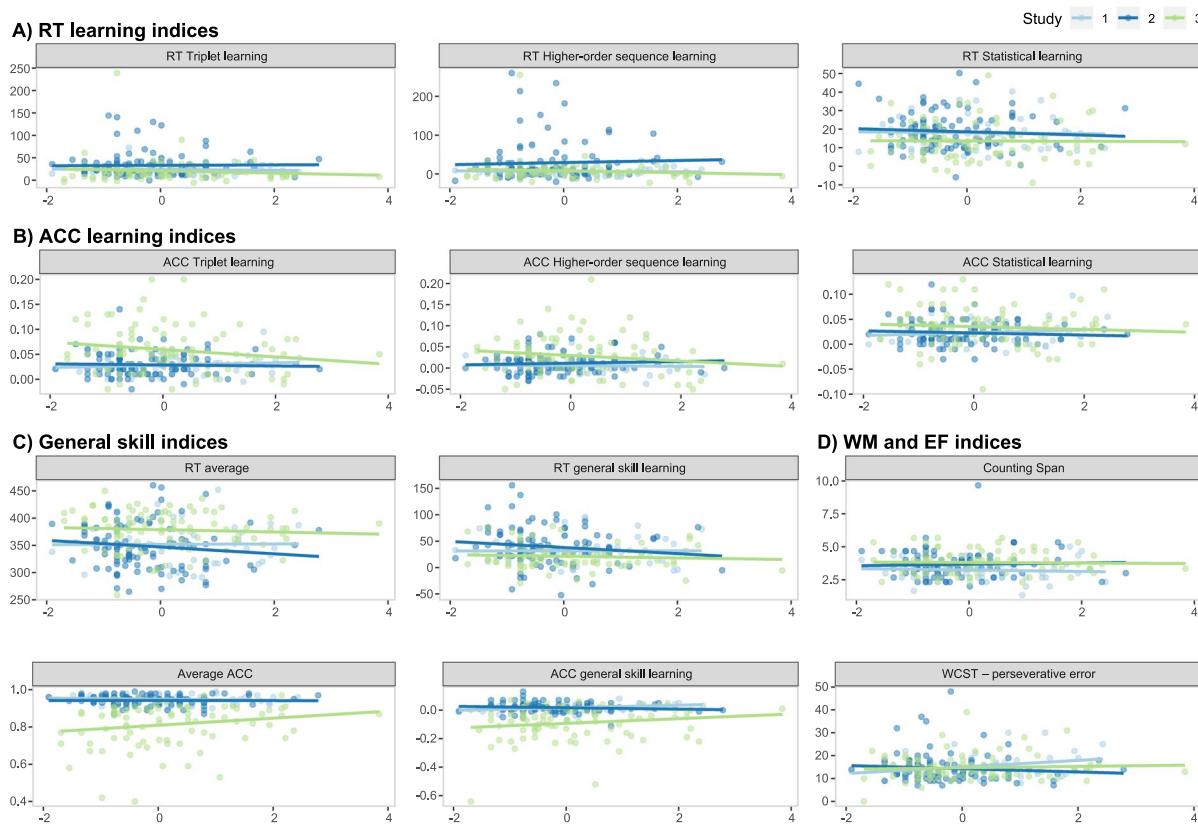 Study 1 2 3
A) RT learning indices
RT Triplet learning
RT Higher-order sequence learning
RT Statistical learning
250
200
150
100
50
0
-2 0 2 4
200
100
0
-2 0 2 4
50
40
30
20
10
0
-10
-2 0 2 4
B) ACC learning indices
ACC Triplet learning
ACC Higher-order sequence learning
ACC Statistical learning
0.20
0.15
0.10
0.05
0.00
-2 0 2 4
0.20
0.15
0.10
0.05
0.00
-0.05
-2 0 2 4
0.10
0.05
0.00
-0.05
-0.10
-2 0 2 4
C) General skill indices
D) WM and EF indices
RT average
RT general skill learning
Counting Span
450
400
350
300
250
-2 0 2 4
150
100
50
0
-50
-2 0 2 4
10.0
7.5
5.0
2.5
-2 0 2 4
Average ACC
ACC general skill learning
WCST – perseverative error
1.0
0.8
0.6
0.4
-2 0 2 4
0.0
-0.2
-0.4
-0.6
-2 0 2 4
50
40
30
20
10
0
-2 0 2 4